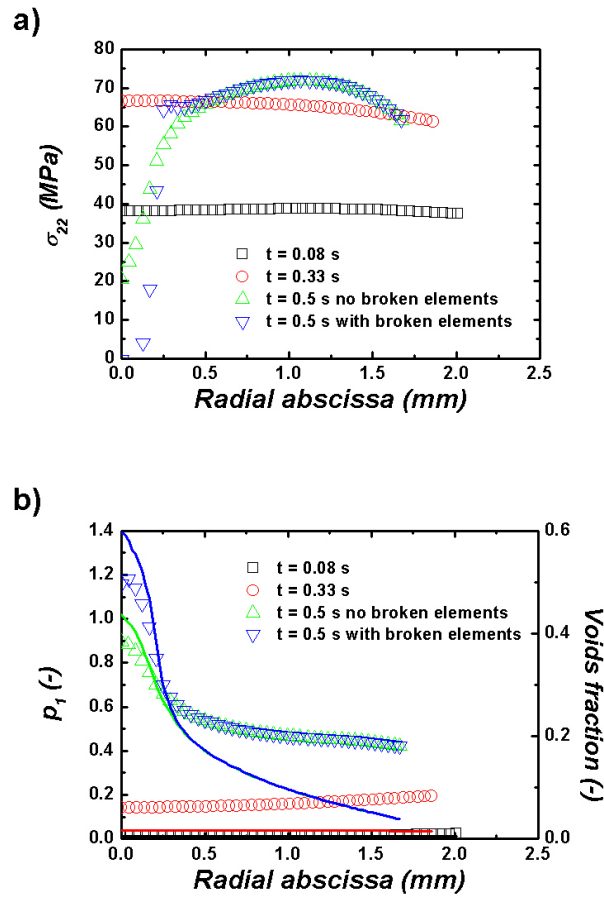 a)
80
70
60
50
40
30
20
10
0
σ22 (MPa)
t = 0.08 s
t = 0.33 s
t = 0.5 s no broken elements
t = 0.5 s with broken elements
0.0 0.5 1.0 1.5 2.0 2.5
Radial abscissa (mm)
b)
1.4
1.2
1.0
0.8
0.6
0.4
0.2
0.0
p1 (-)
t = 0.08 s
t = 0.33 s
t = 0.5 s no broken elements
t = 0.5 s with broken elements
0.6
0.4
0.2
0.0
Voids fraction (-)
0.0 0.5 1.0 1.5 2.0 2.5
Radial abscissa (mm)